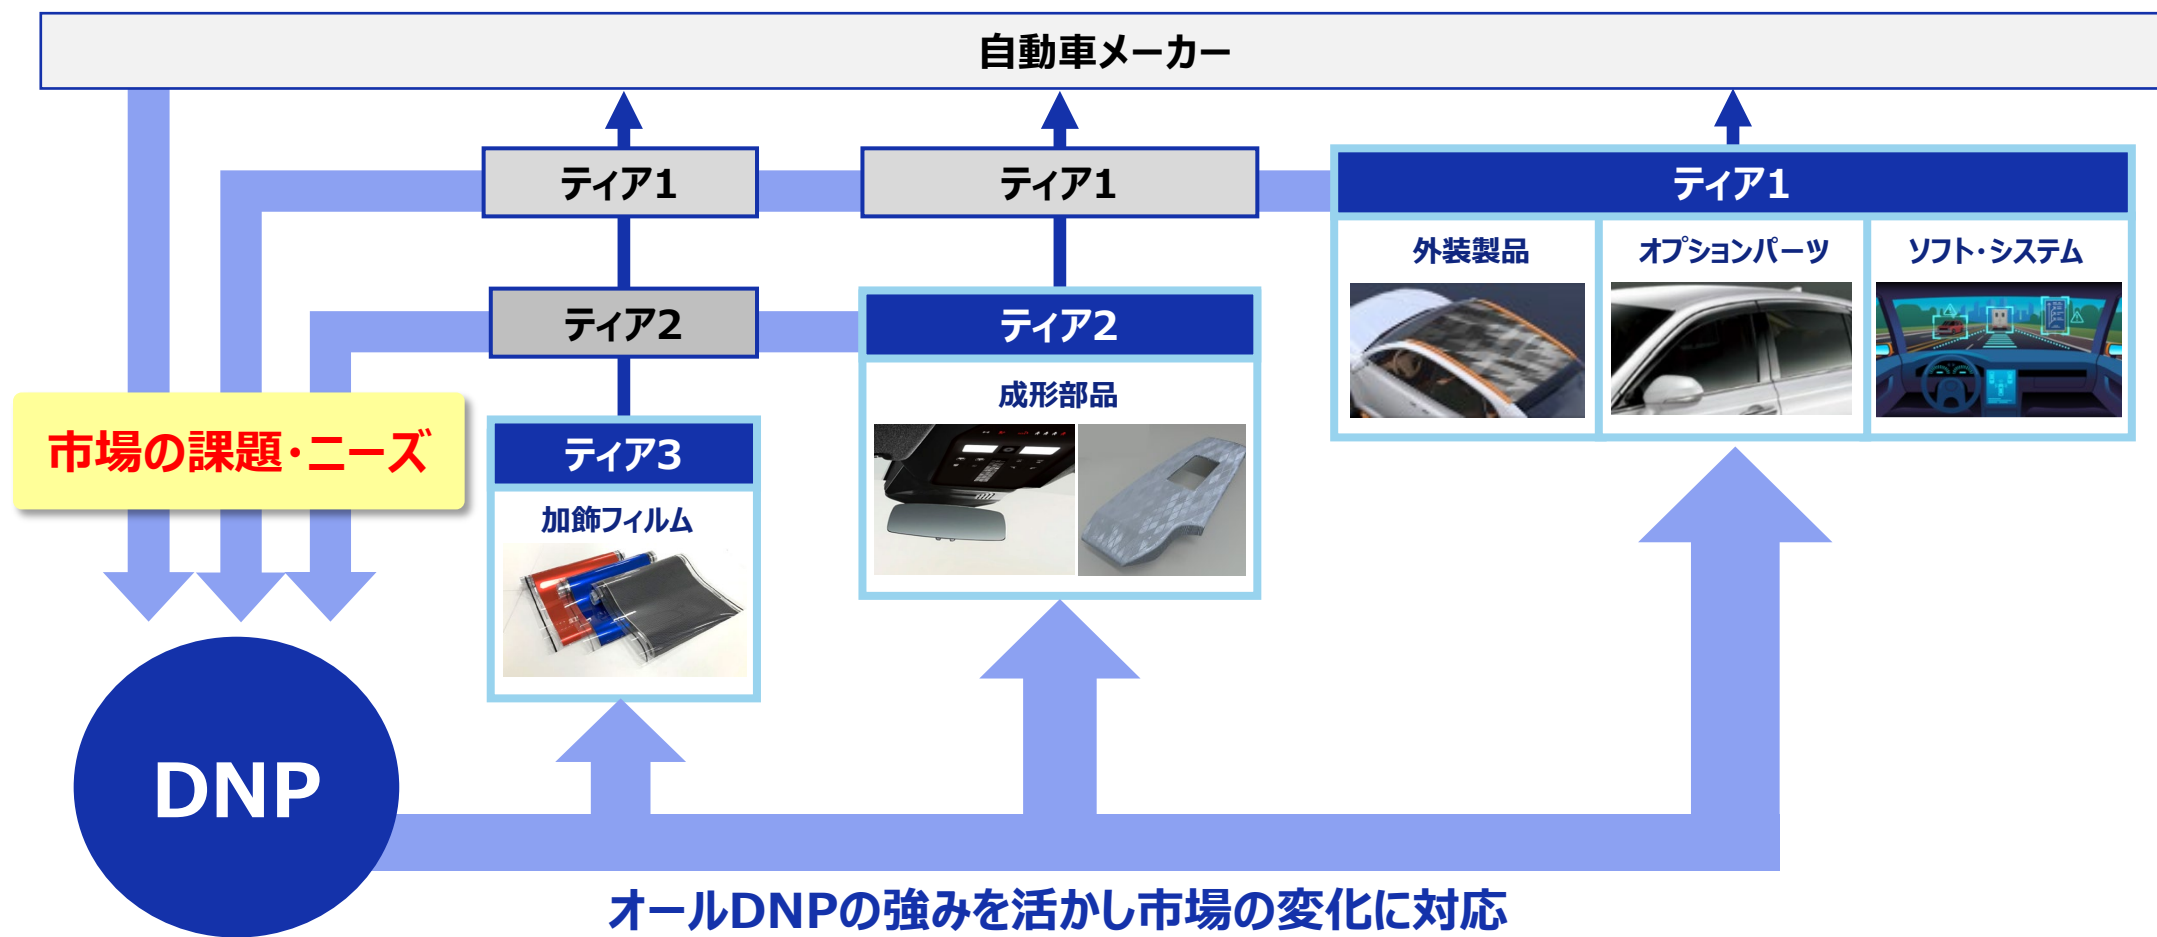 自動車メーカー
ティア1
ティア1
ティア1
外装製品
オプションパーツ
ソフト・システム
ティア2
ティア2
成形部品
市場の課題・ニーズ
ティア3
加飾フィルム
DNP
オールDNPの強みを活かし市場の変化に対応